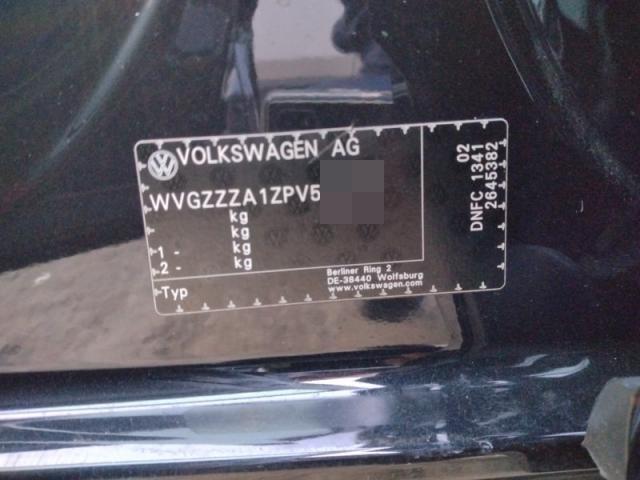 VOLKSWAGEN AG
WVGZZZA1ZPV5
kg
kg
1 - kg
2 - kg
Typ
Berliner Ring 2
DE-38440 Wolfsburg
www.volkswagen.com
02
DNFC 1341
2645382